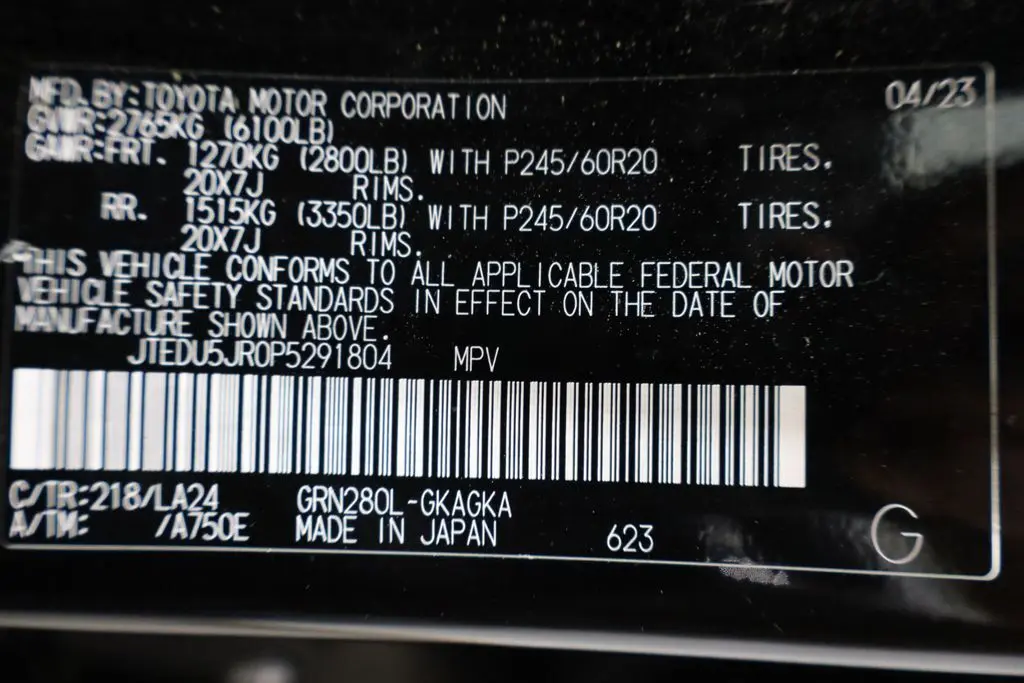 MFD.BY:TOYOTA MOTOR CORPORATION 04/23
GVWR:2765KG (6100LB)
GAWR:FRT. 1270KG (2800LB) WITH P245/60R20 TIRES.
20X7J RIMS.
RR. 1515KG (3350LB) WITH P245/60R20 TIRES.
20X7J RIMS.
THIS VEHICLE CONFORMS TO ALL APPLICABLE FEDERAL MOTOR
VEHICLE SAFETY STANDARDS IN EFFECT ON THE DATE OF
MANUFACTURE SHOWN ABOVE.
JTEDU5JR0P5291804 MPV
C/TR:218/LA24 GRN280L-GKAGKA
A/TM: /A750E MADE IN JAPAN 623 G